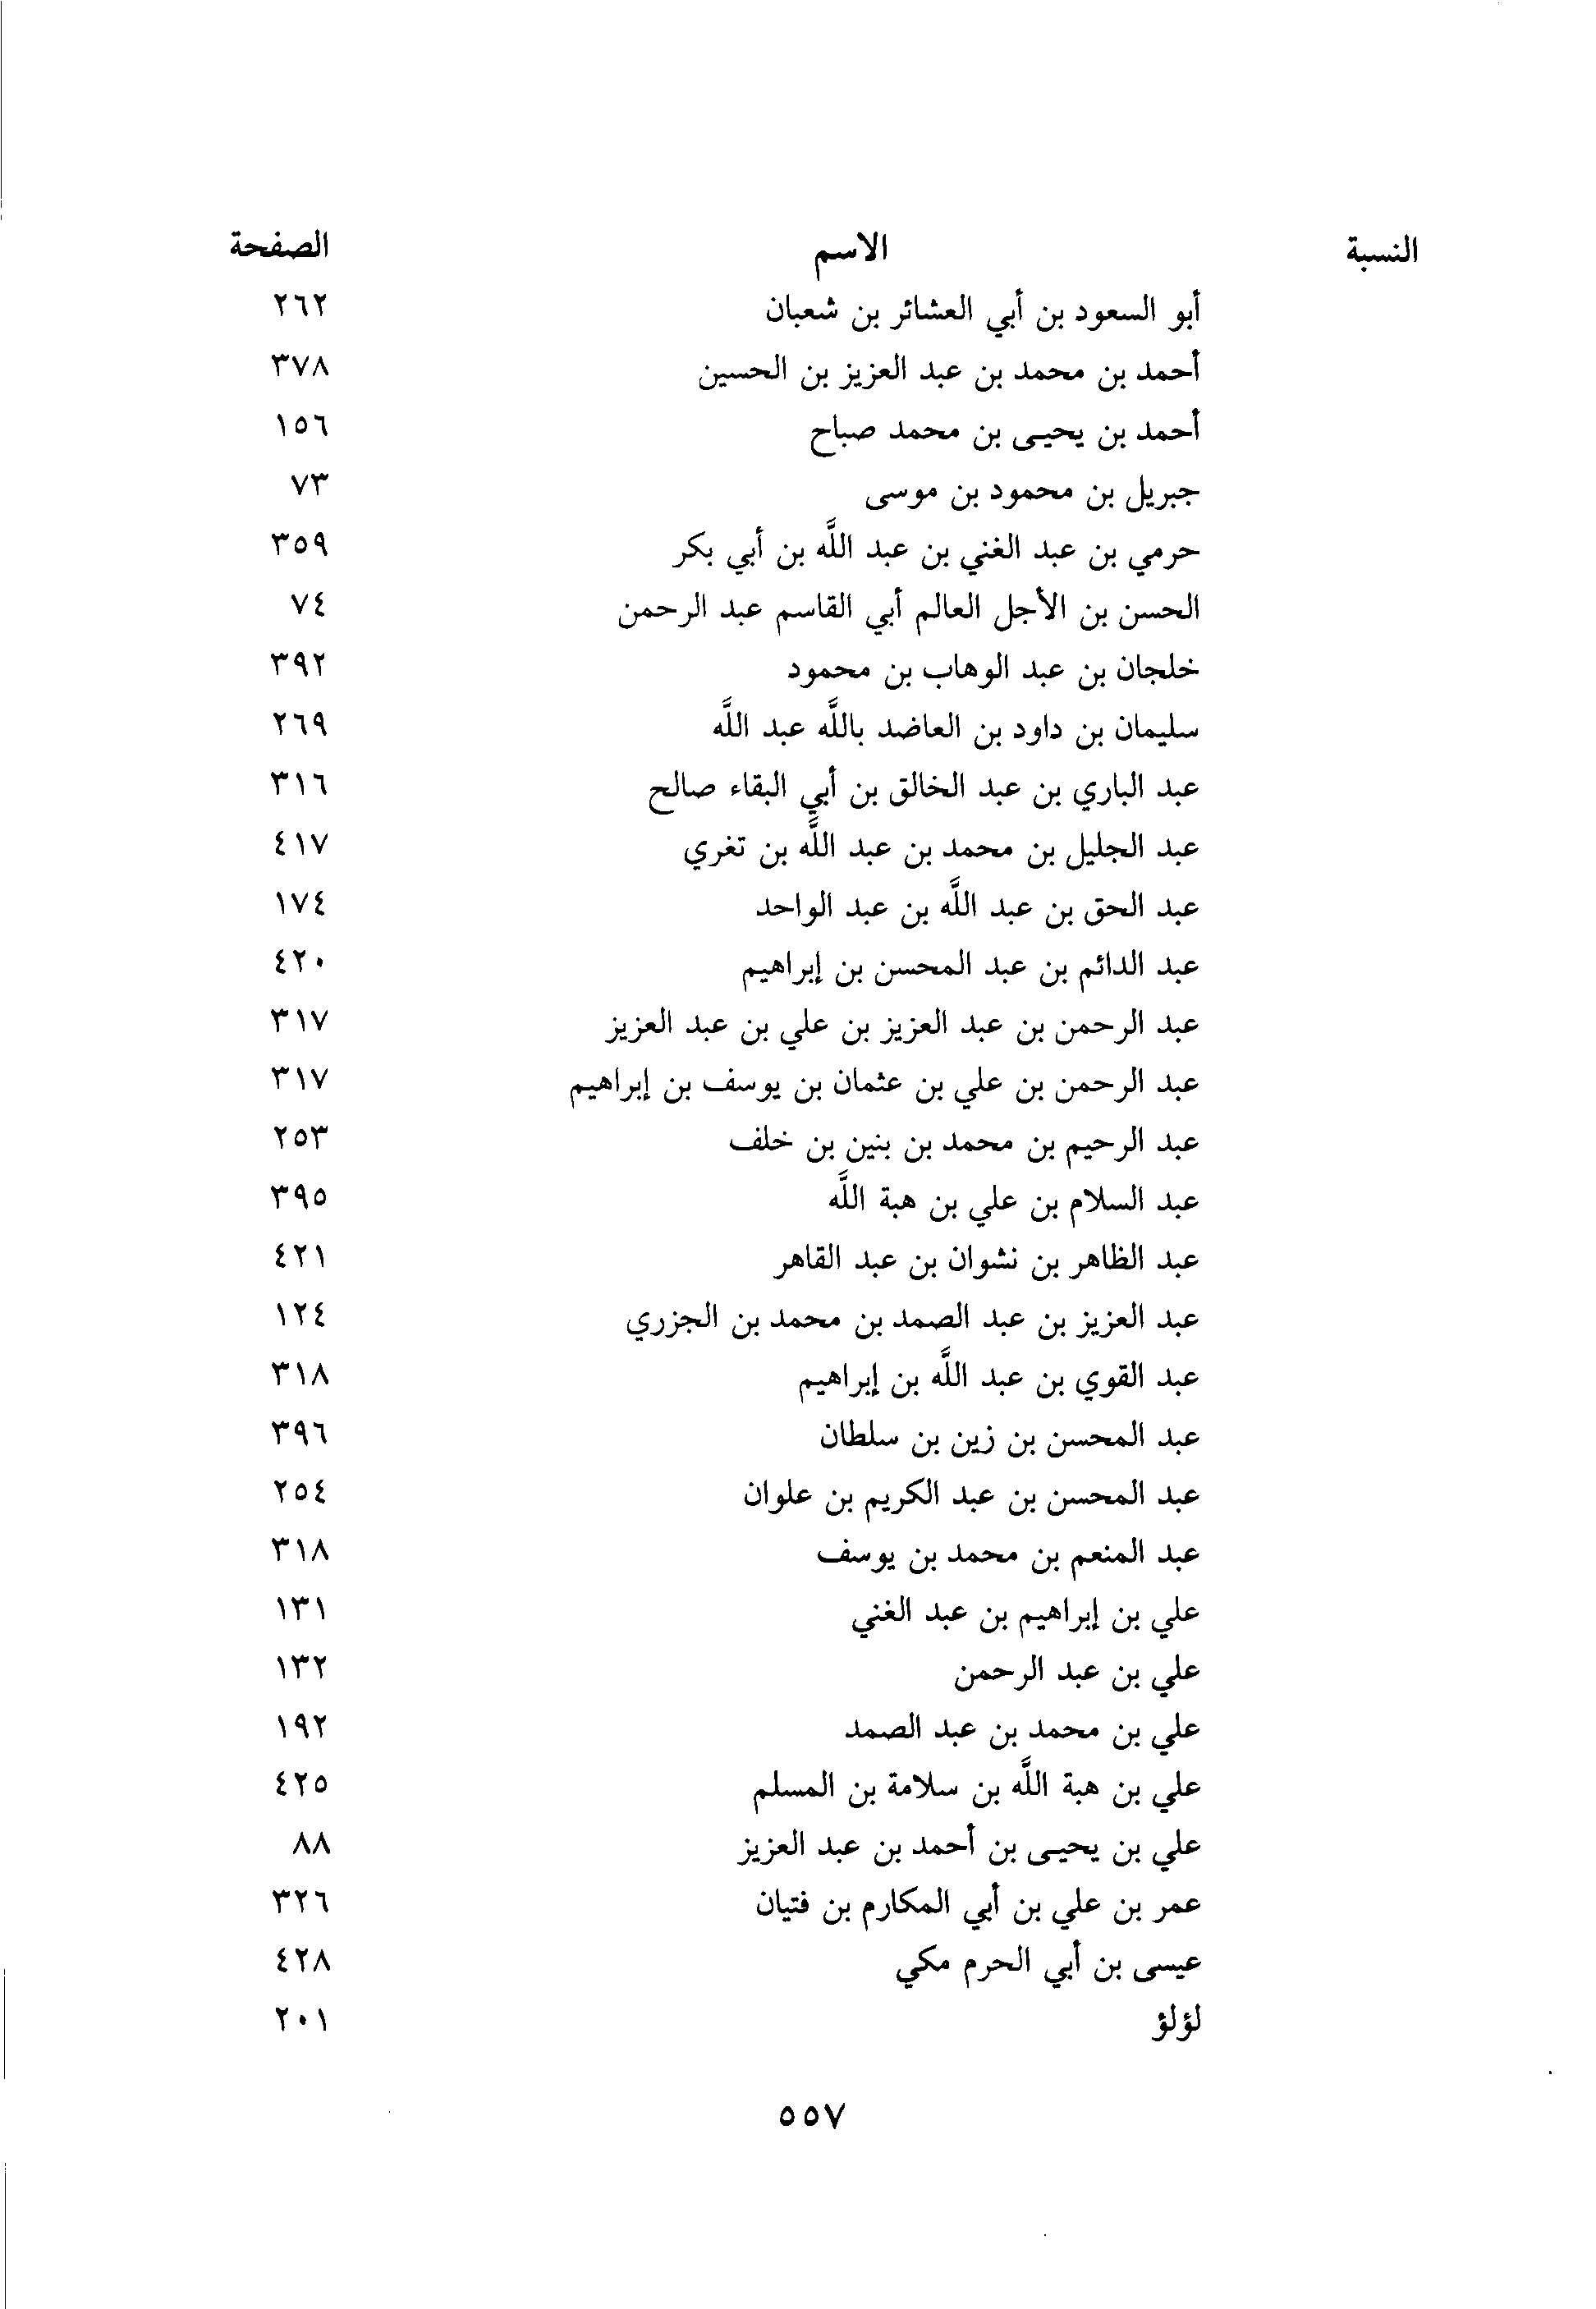 النسبة الاسم الصفحة
أبو السعود بن أبي العشائر بن شعبان ٢٦٢
أحمد بن محمد بن عبد العزيز بن الحسين ٣٧٨
أحمد بن يحيى بن محمد صباح ١٥٦
جبريل بن محمود بن موسى ٧٣
حرمي بن عبد الغني بن عبد اللَّه بن أبي بكر ٣٥٩
الحسن بن الأجل العالم أبي القاسم عبد الرحمن ٧٤
خلجان بن عبد الوهاب بن محمود ٣٩٢
سليمان بن داود بن العاضد باللَّه عبد اللَّه ٢٦٩
عبد الباري بن عبد الخالق بن أبي البقاء صالح ٣١٦
عبد الجليل بن محمد بن عبد اللَّه بن تغري ٤١٧
عبد الحق بن عبد اللَّه بن عبد الواحد ١٧٤
عبد الدائم بن عبد المحسن بن إبراهيم ٤٢٠
عبد الرحمن بن عبد العزيز بن علي بن عبد العزيز ٣١٧
عبد الرحمن بن علي بن عثمان بن يوسف بن إبراهيم ٣١٧
عبد الرحيم بن محمد بن بنين بن خلف ٢٥٣
عبد السلام بن علي بن هبة اللَّه ٣٩٥
عبد الظاهر بن نشوان بن عبد القاهر ٤٢١
عبد العزيز بن عبد الصمد بن محمد بن الجزري ١٢٤
عبد القوي بن عبد اللَّه بن إبراهيم ٣١٨
عبد المحسن بن زين بن سلطان ٣٩٦
عبد المحسن بن عبد الكريم بن علوان ٢٥٤
عبد المنعم بن محمد بن يوسف ٣١٨
علي بن إبراهيم بن عبد الغني ١٣١
علي بن عبد الرحمن ١٣٢
علي بن محمد بن عبد الصمد ١٩٢
علي بن هبة اللَّه بن سلامة بن المسلم ٤٢٥
علي بن يحيى بن أحمد بن عبد العزيز ٨٨
عمر بن علي بن أبي المكارم بن فتيان ٣٢٦
عيسى بن أبي الحرم مكي ٤٢٨
لؤلؤ ٢٠١
٥٥٧